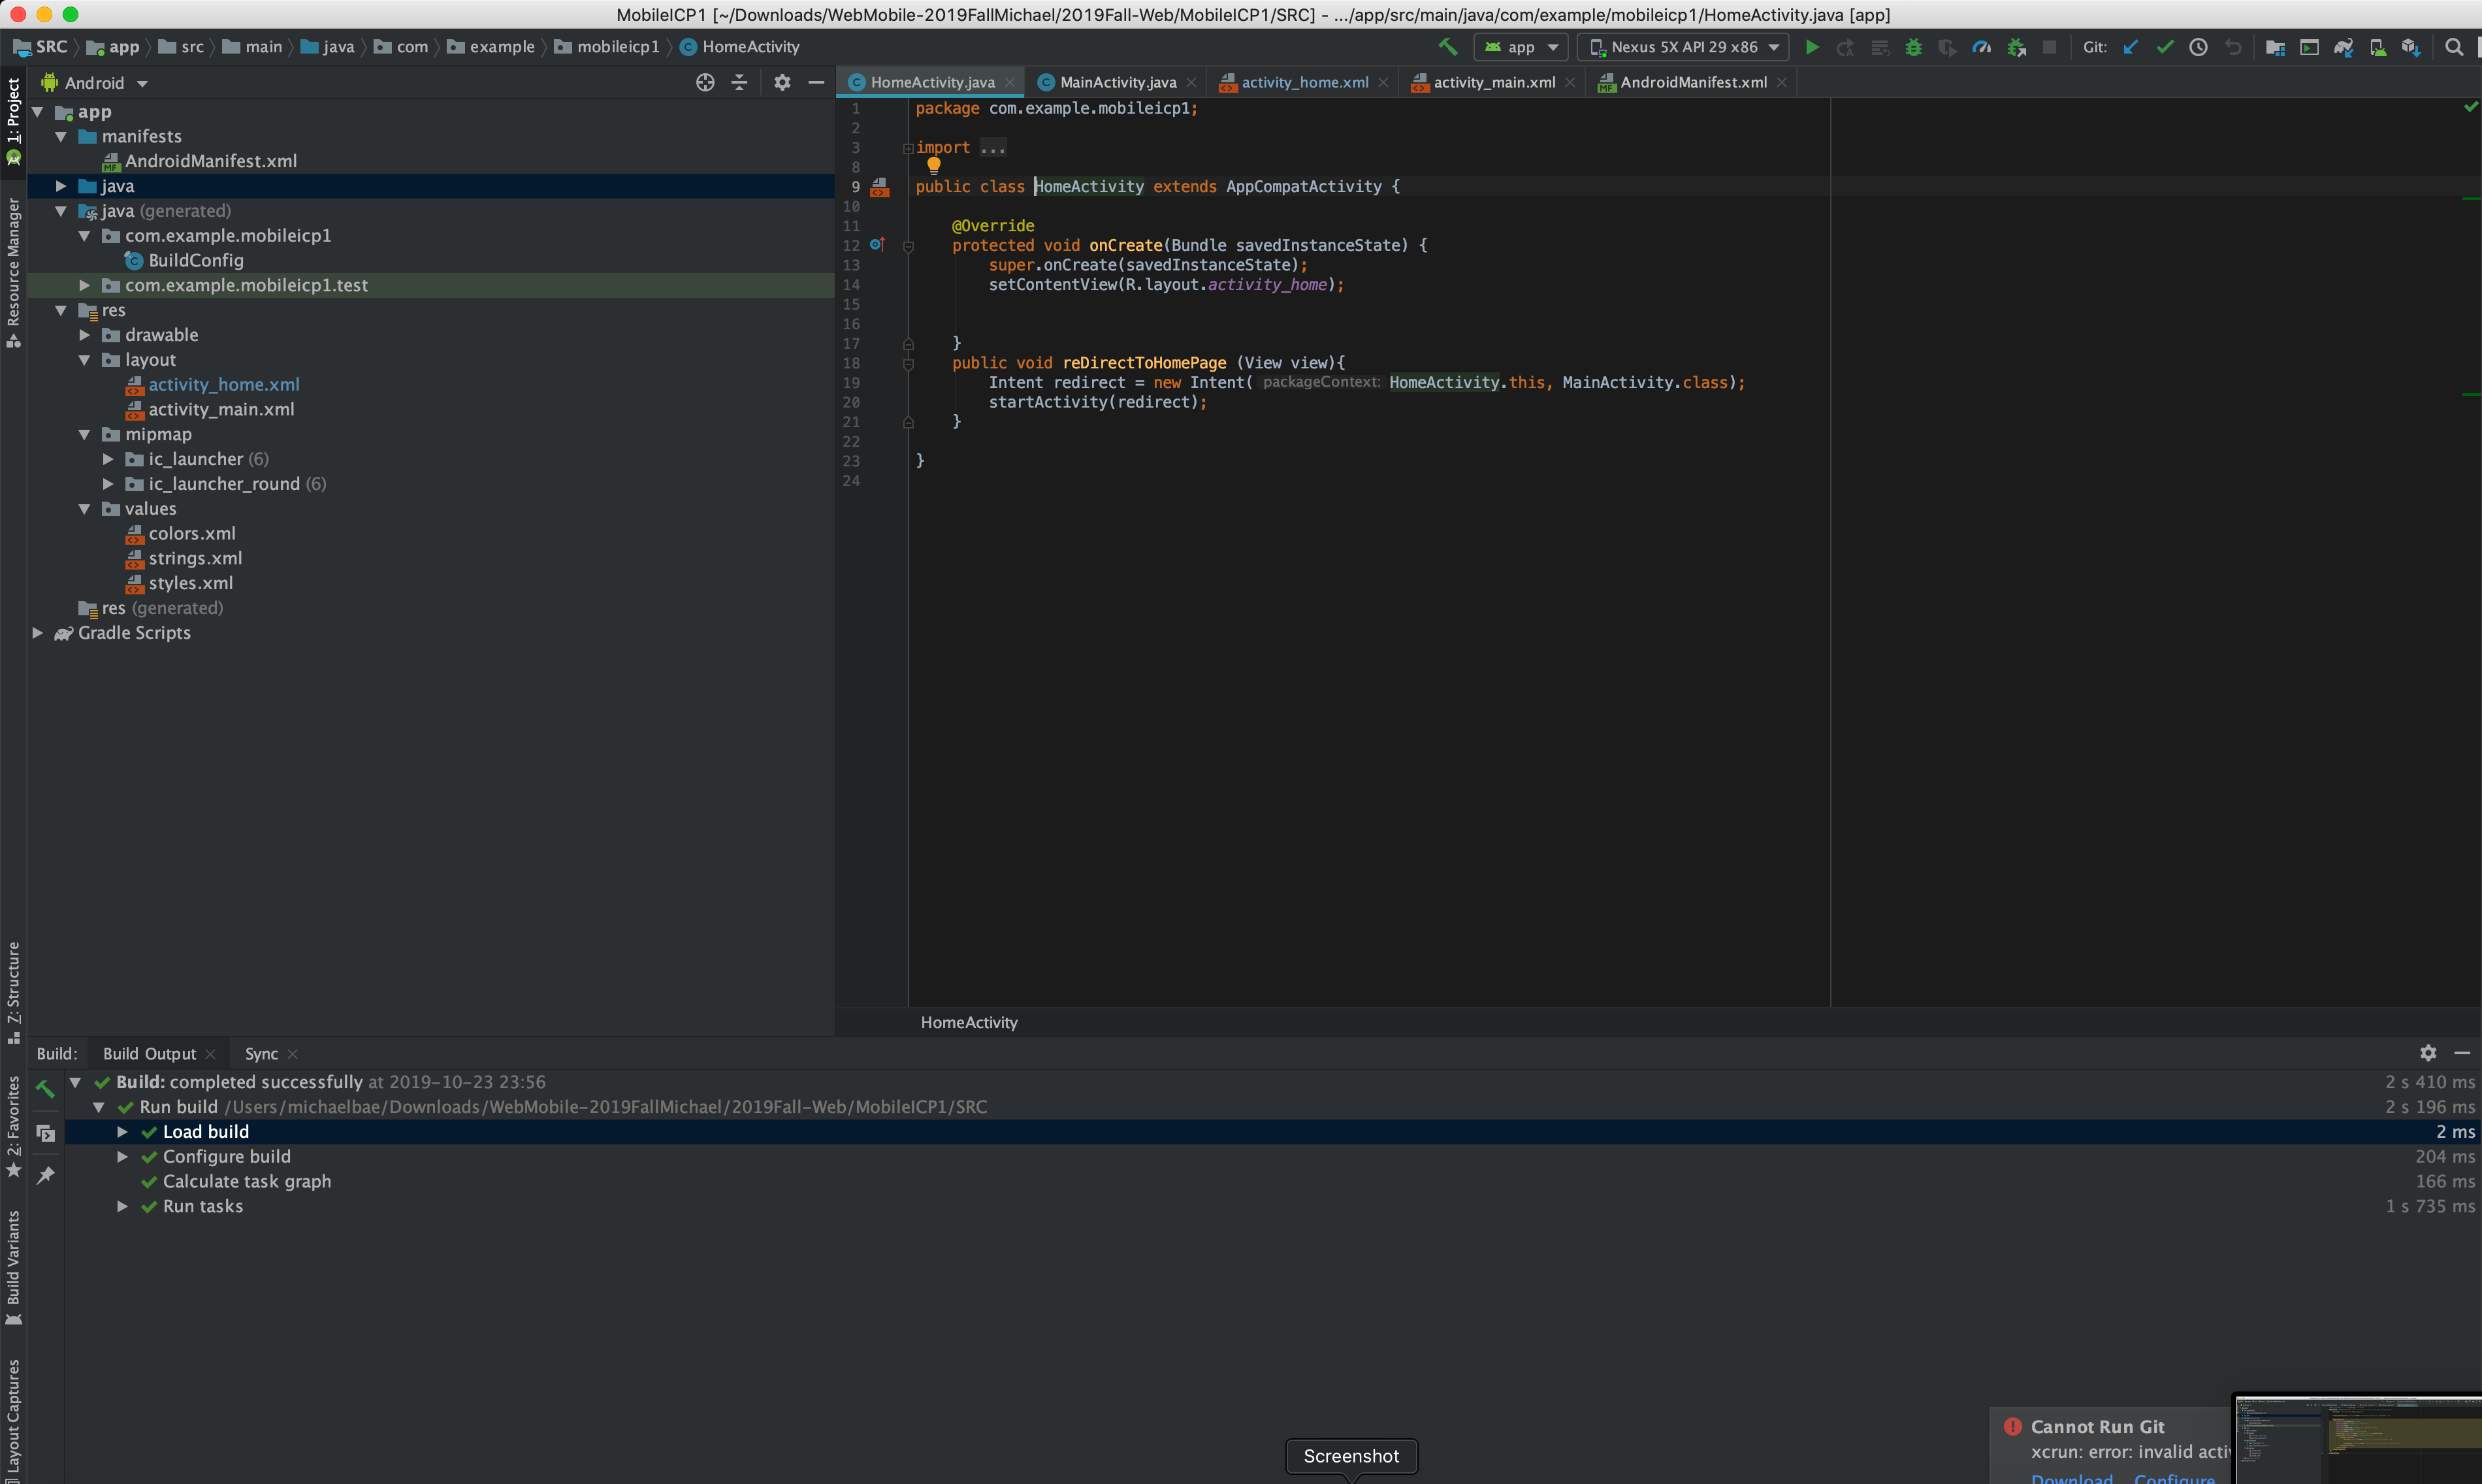 MobileICP1 [~/Downloads/WebMobile-2019FallMichael/2019Fall-Web/MobileICP1/SRC] - .../app/src/main/java/com/example/mobileicp1/HomeActivity.java [app]
SRC app src main java com example mobileicp1 HomeActivity app Nexus 5X API 29 x86 Git:
Android
HomeActivity.java MainActivity.java activity_home.xml activity_main.xml AndroidManifest.xml
1: Project
Resource Manager
7: Structure
2: Favorites
Build Variants
Layout Captures
app
manifests
AndroidManifest.xml
java
java (generated)
com.example.mobileicp1
BuildConfig
com.example.mobileicp1.test
res
drawable
layout
activity_home.xml
activity_main.xml
mipmap
ic_launcher (6)
ic_launcher_round (6)
values
colors.xml
strings.xml
styles.xml
res (generated)
Gradle Scripts
1 package com.example.mobileicp1;
2
3 import ...
8
9 public class HomeActivity extends AppCompatActivity {
10
11 @Override
12 protected void onCreate(Bundle savedInstanceState) {
13 super.onCreate(savedInstanceState);
14 setContentView(R.layout.activity_home);
15
16
17 }
18 public void reDirectToHomePage (View view){
19 Intent redirect = new Intent( packageContext: HomeActivity.this, MainActivity.class);
20 startActivity(redirect);
21 }
22
23 }
24
HomeActivity
Build: Build Output Sync
Build: completed successfully at 2019-10-23 23:56 2 s 410 ms
Run build /Users/michaelbae/Downloads/WebMobile-2019FallMichael/2019Fall-Web/MobileICP1/SRC 2 s 196 ms
Load build 2 ms
Configure build 204 ms
Calculate task graph 166 ms
Run tasks 1 s 735 ms
Cannot Run Git
xcrun: error: invalid acti
Download Configure
Screenshot